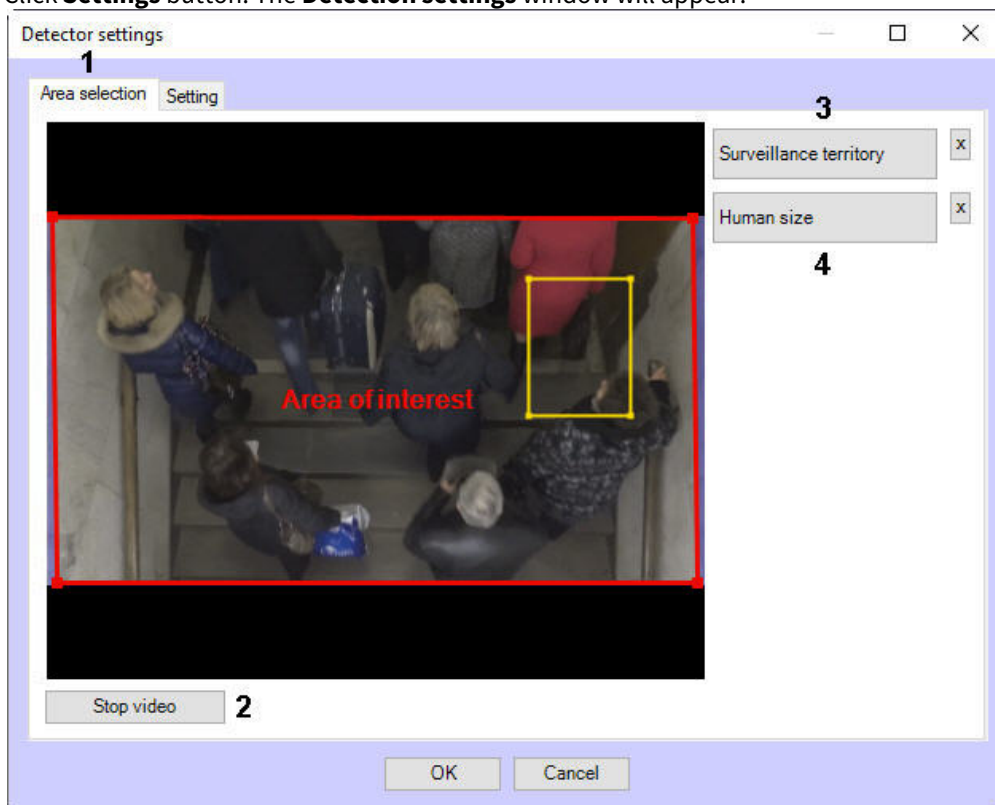 Click Settings button. The Detection settings window will appear.
Detector settings
1
Area selection Setting
3
Surveillance territory x
Human size x
4
Area of interest
Stop video 2
OK Cancel